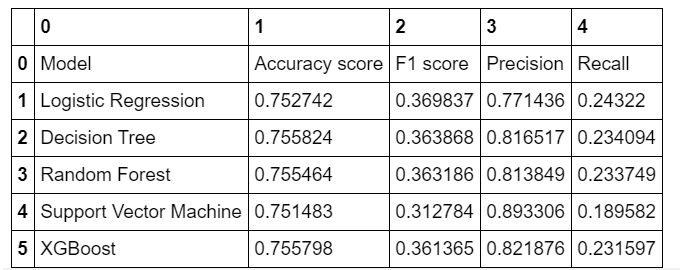 0 1 2 3 4
0 Model Accuracy score F1 score Precision Recall
1 Logistic Regression 0.752742 0.369837 0.771436 0.24322
2 Decision Tree 0.755824 0.363868 0.816517 0.234094
3 Random Forest 0.755464 0.363186 0.813849 0.233749
4 Support Vector Machine 0.751483 0.312784 0.893306 0.189582
5 XGBoost 0.755798 0.361365 0.821876 0.231597